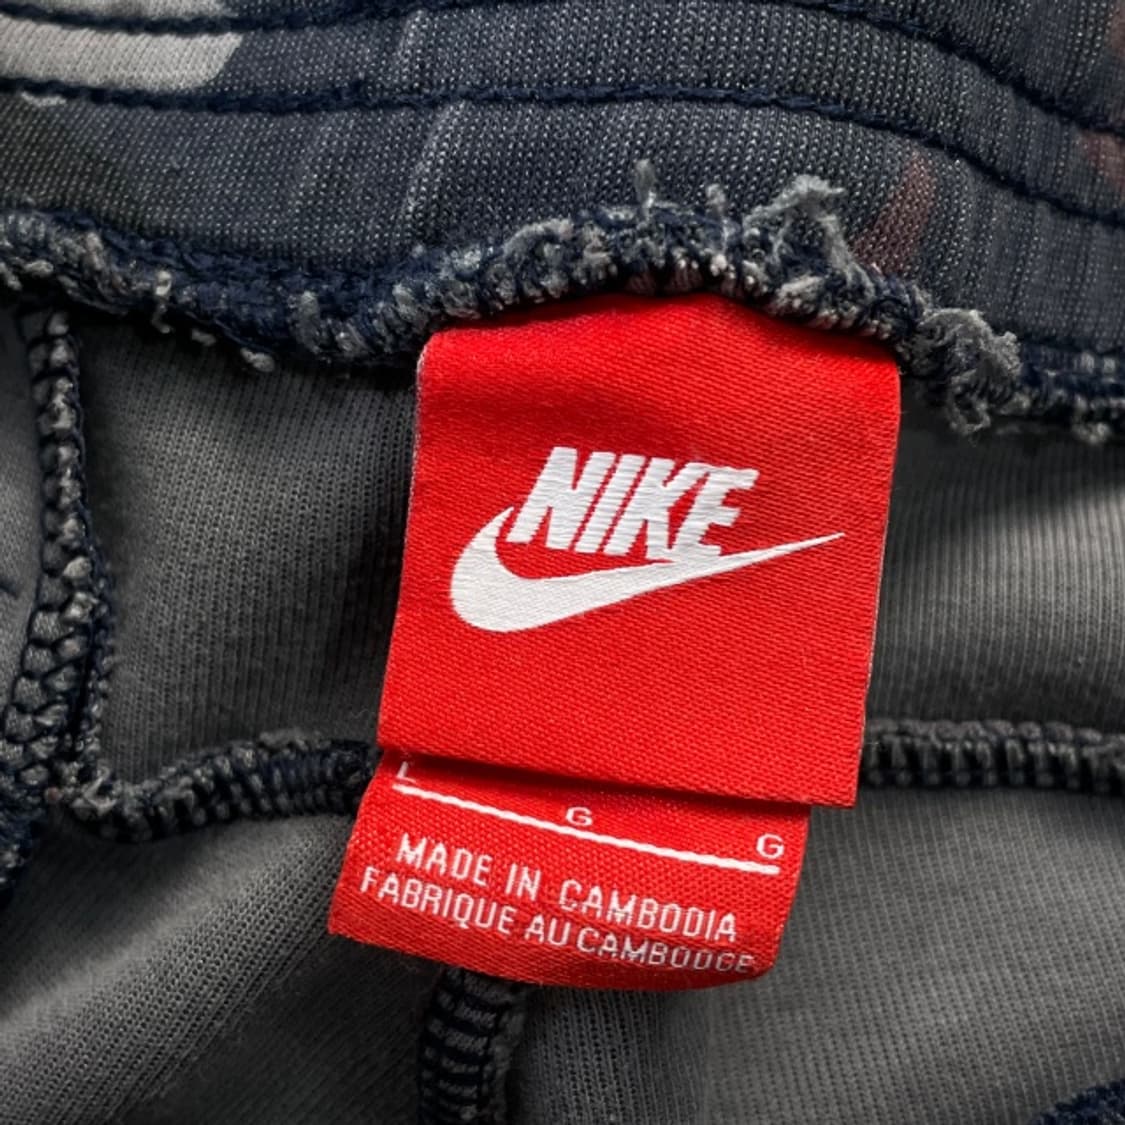 NIKE
L G G
MADE IN CAMBODIA
FABRIQUE AU CAMBODGE